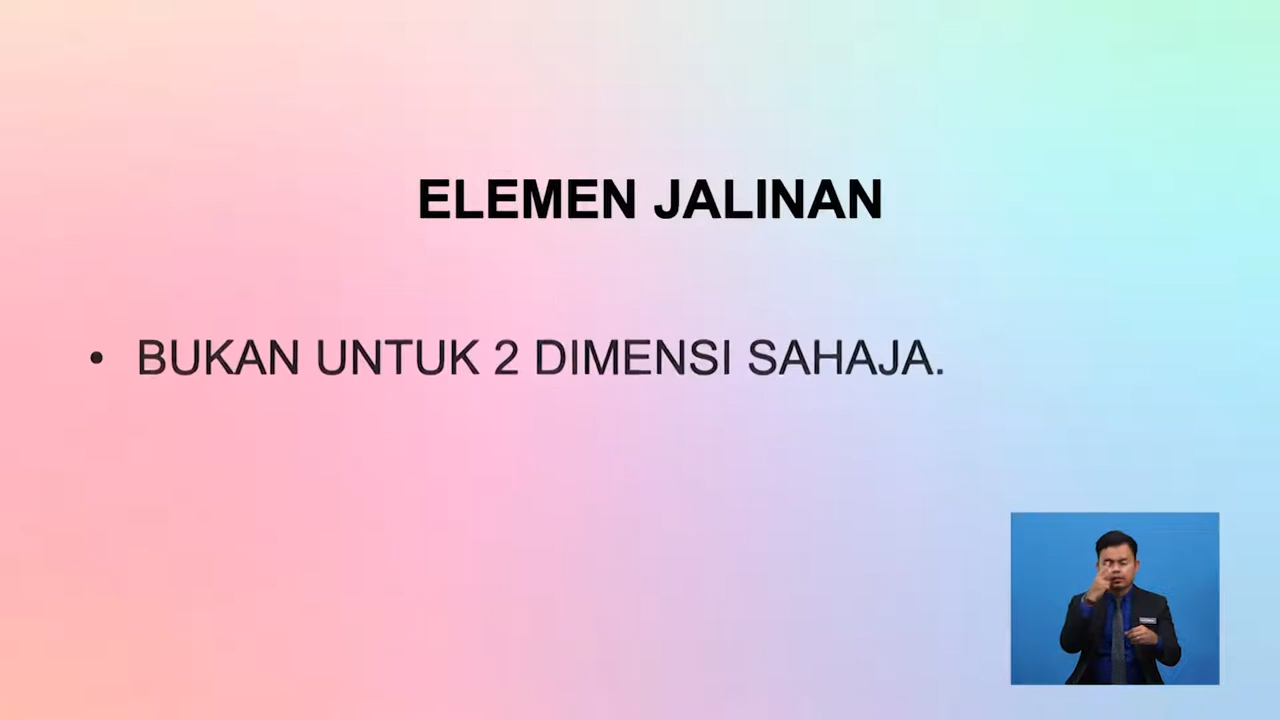 ELEMEN JALINAN
• BUKAN UNTUK 2 DIMENSI SAHAJA.